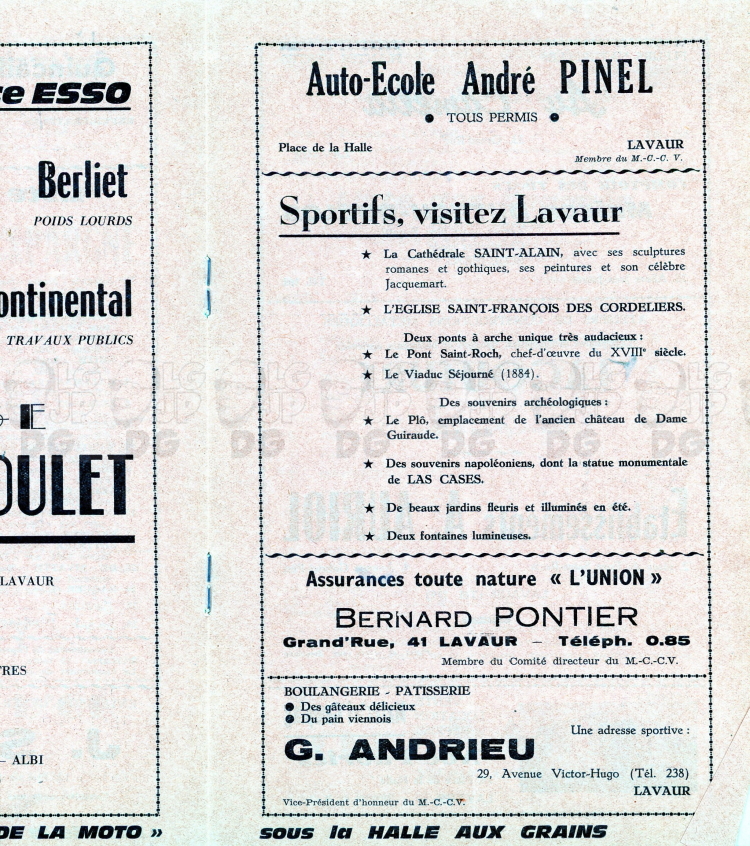 ce ESSO
Berliet
POIDS LOURDS
ontinental
TRAVAUX PUBLICS
DE
OULET
LAVAUR
TRES
— ALBI
DE LA MOTO »
Auto-Ecole André PINEL
● TOUS PERMIS ●
Place de la Halle LAVAUR
Membre du M.-C.-C. V.
Sportifs, visitez Lavaur
★ La Cathédrale SAINT-ALAIN, avec ses sculptures
romanes et gothiques, ses peintures et son célèbre
Jacquemart.
★ L'EGLISE SAINT-FRANÇOIS DES CORDELIERS.
Deux ponts à arche unique très audacieux :
★ Le Pont Saint-Roch, chef-d'œuvre du XVIIIe siècle.
★ Le Viaduc Séjourné (1884).
Des souvenirs archéologiques :
★ Le Plô, emplacement de l'ancien château de Dame
Guiraude.
★ Des souvenirs napoléoniens, dont la statue monumentale
de LAS CASES.
★ De beaux jardins fleuris et illuminés en été.
★ Deux fontaines lumineuses.
Assurances toute nature « L'UNION »
BERNARD PONTIER
Grand'Rue, 41 LAVAUR — Téléph. 0.85
Membre du Comité directeur du M.-C.-C.V.
BOULANGERIE - PATISSERIE
● Des gâteaux délicieux
● Du pain viennois
Une adresse sportive :
G. ANDRIEU
29, Avenue Victor-Hugo (Tél. 238)
LAVAUR
Vice-Président d'honneur du M.-C.-C.V.
sous la HALLE AUX GRAINS